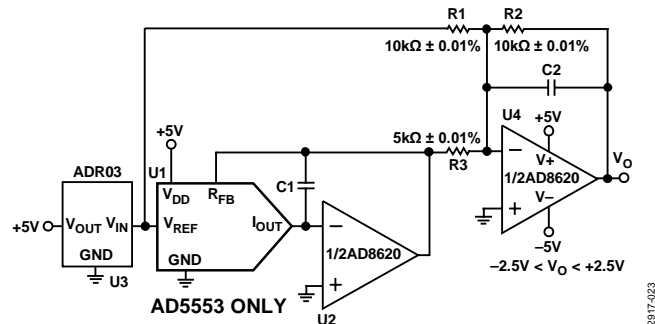 R1
R2
10kΩ ± 0.01%
10kΩ ± 0.01%
C2
U4
+5V
+5V
5kΩ ± 0.01%
R3
VO
ADR03
U1
VDD
RFB
C1
V+
1/2AD8620
V–
+5V
VOUT
VIN
VREF
IOUT
1/2AD8620
GND
GND
U3
–5V
–2.5V < VO < +2.5V
AD5553 ONLY
U2
2917-023